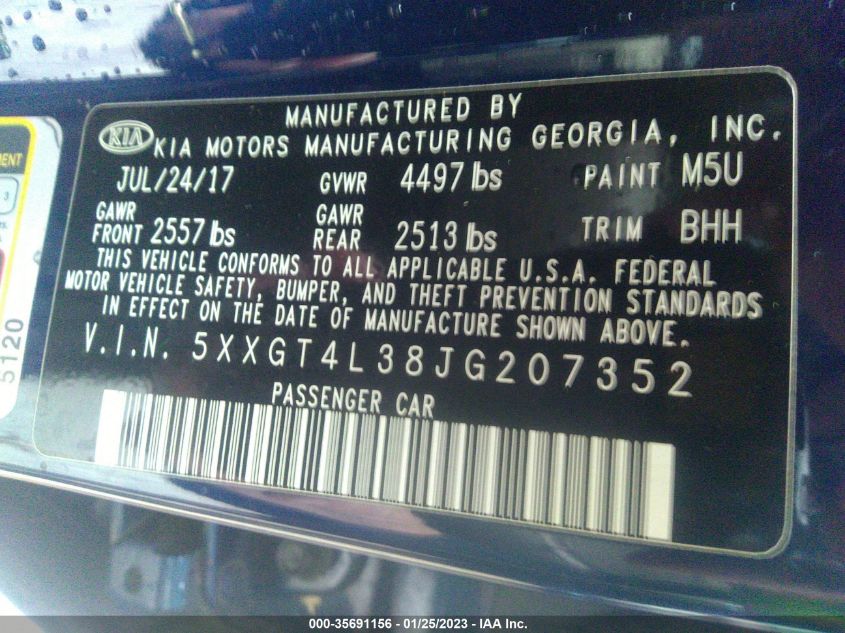 MANUFACTURED BY
KIA KIA MOTORS MANUFACTURING GEORGIA, INC.
JUL/24/17 GVWR 4497 lbs PAINT M5U
GAWR FRONT 2557 lbs GAWR REAR 2513 lbs TRIM BHH
THIS VEHICLE CONFORMS TO ALL APPLICABLE U.S.A. FEDERAL
MOTOR VEHICLE SAFETY, BUMPER, AND THEFT PREVENTION STANDARDS
IN EFFECT ON THE DATE OF MANUFACTURE SHOWN ABOVE.
V.I.N. 5XXGT4L38JG207352
PASSENGER CAR
3
5120
000-35691156 - 01/25/2023 - IAA Inc.